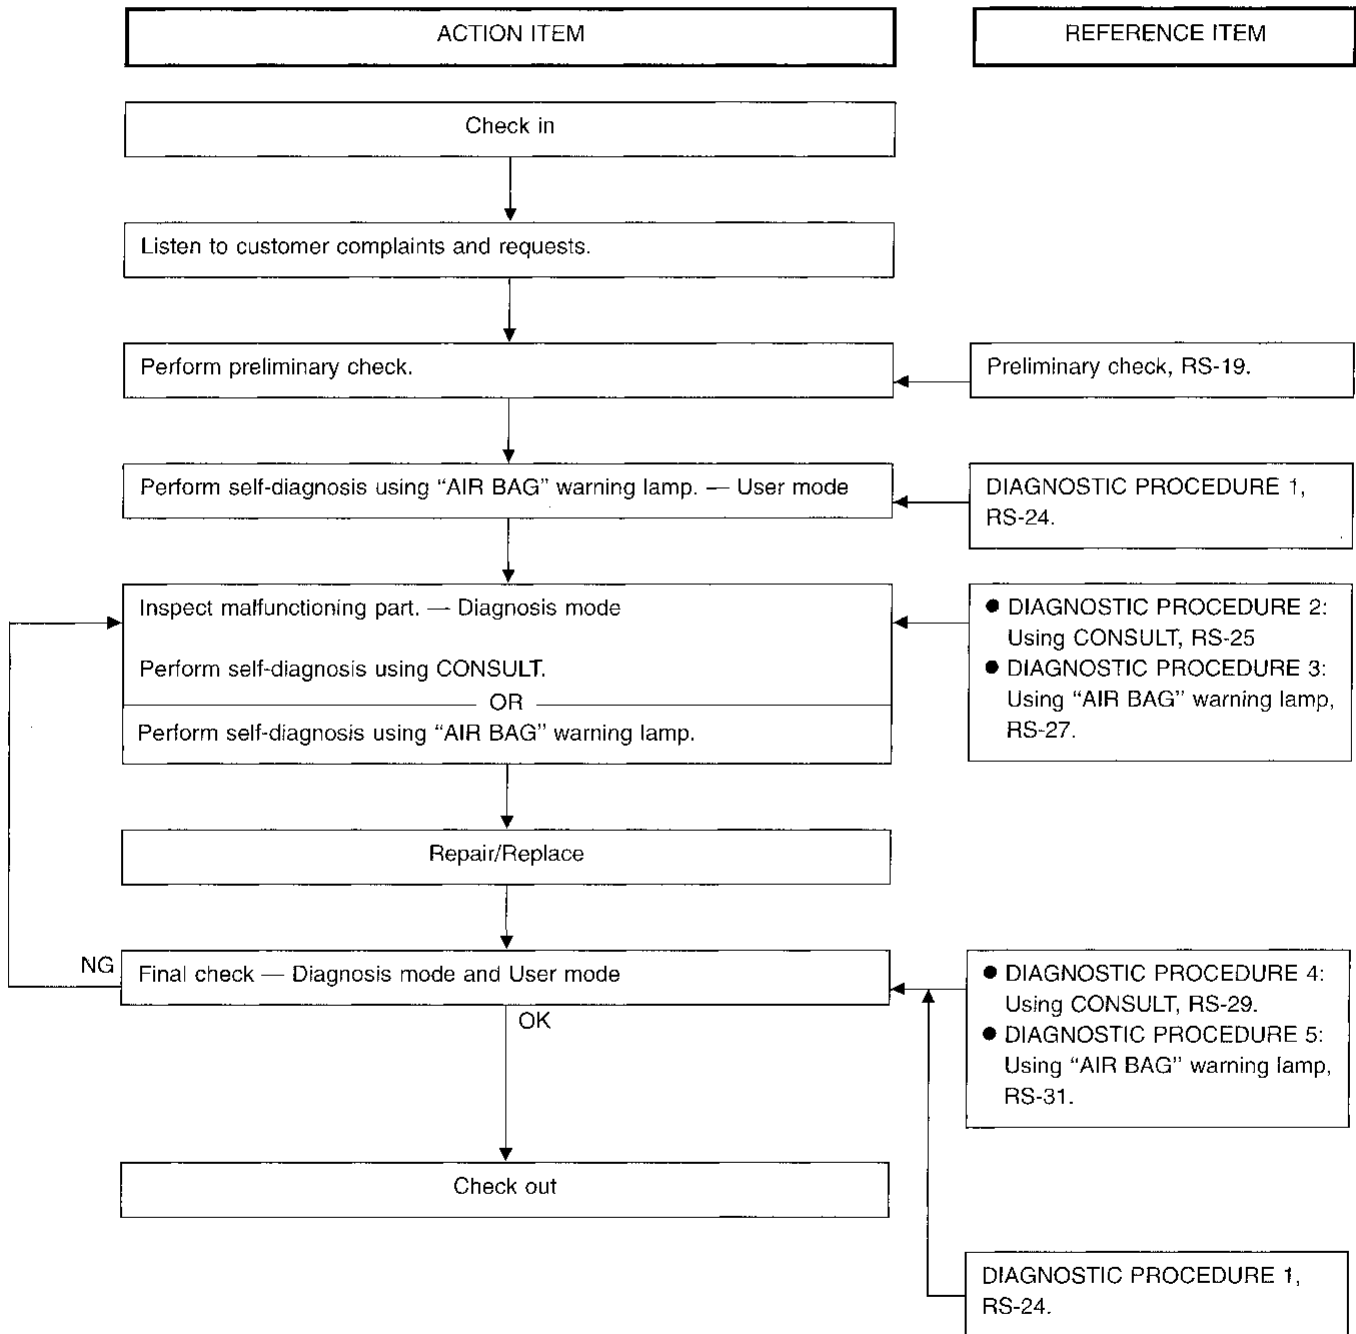 ACTION ITEM
REFERENCE ITEM
Check in
Listen to customer complaints and requests.
Perform preliminary check.
Preliminary check, RS-19.
Perform self-diagnosis using “AIR BAG” warning lamp. — User mode
DIAGNOSTIC PROCEDURE 1,
RS-24.
Inspect malfunctioning part. — Diagnosis mode
Perform self-diagnosis using CONSULT.
OR
Perform self-diagnosis using “AIR BAG” warning lamp.
● DIAGNOSTIC PROCEDURE 2:
Using CONSULT, RS-25
● DIAGNOSTIC PROCEDURE 3:
Using “AIR BAG” warning lamp,
RS-27.
Repair/Replace
NG
Final check — Diagnosis mode and User mode
OK
● DIAGNOSTIC PROCEDURE 4:
Using CONSULT, RS-29.
● DIAGNOSTIC PROCEDURE 5:
Using “AIR BAG” warning lamp,
RS-31.
Check out
DIAGNOSTIC PROCEDURE 1,
RS-24.